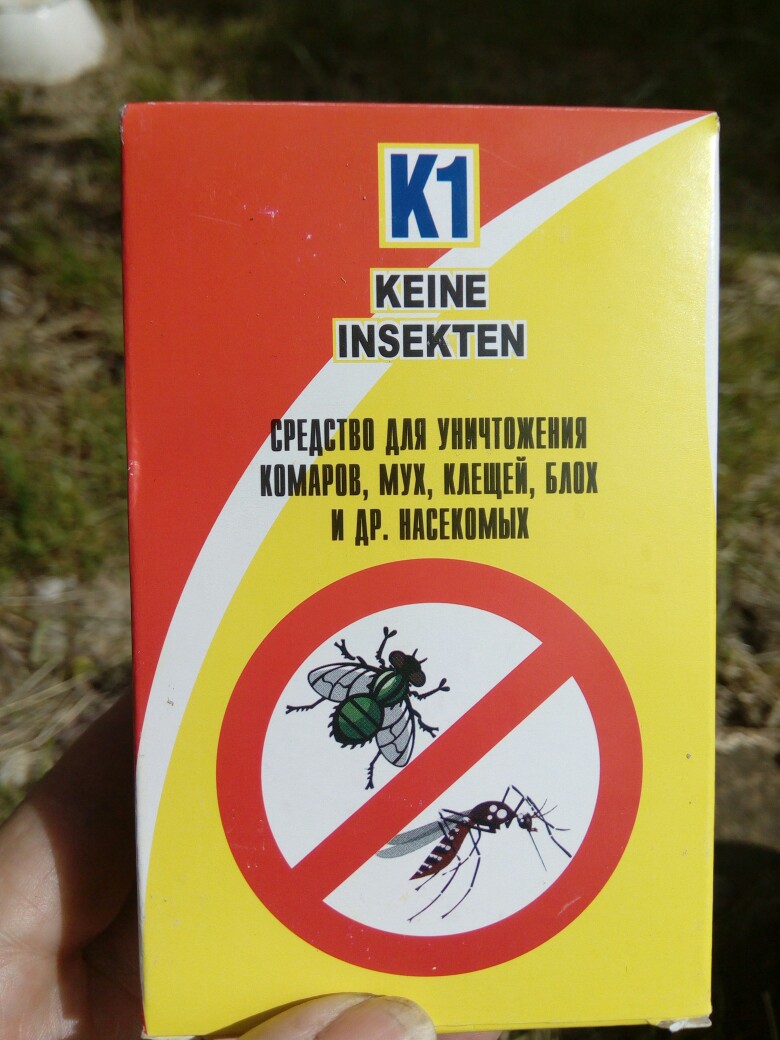 K1
KEINE
INSEKTEN
СРЕДСТВО ДЛЯ УНИЧТОЖЕНИЯ
КОМАРОВ, МУХ, КЛЕЩЕЙ, БЛОХ
И ДР. НАСЕКОМЫХ